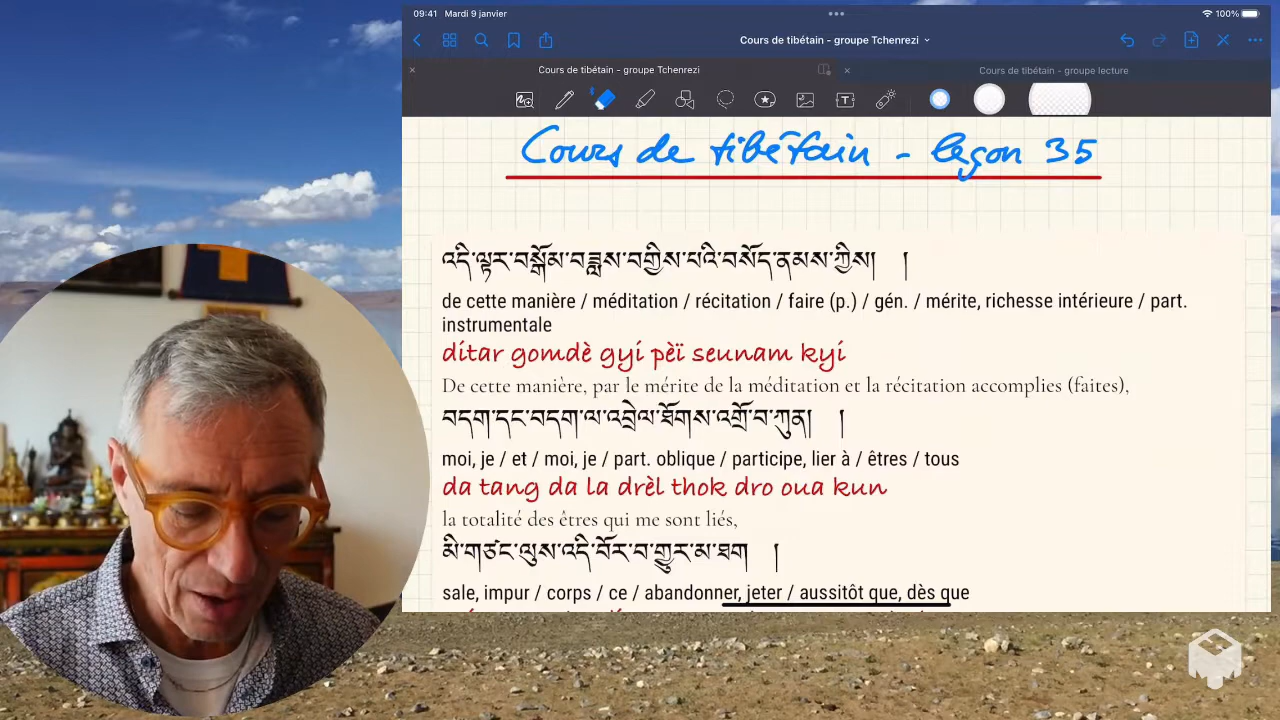 09:41 Mardi 9 janvier
100%
Cours de tibétain - groupe Tchenrezi
Cours de tibétain - groupe Tchenrezi
Cours de tibétain - groupe lecture
Cours de tibétain - leçon 35
འདི་ལྟར་བསྒོམ་བཟླས་བགྱིས་པའི་བསོད་ནམས་ཀྱིས། །
de cette manière / méditation / récitation / faire (p.) / gén. / mérite, richesse intérieure / part.
instrumentale
ditar gomdè gyi pèï seunam kyi
De cette manière, par le mérite de la méditation et la récitation accomplies (faites),
བདག་དང་བདག་ལ་འབྲེལ་ཐོགས་འགྲོ་བ་ཀུན། །
moi, je / et / moi, je / part. oblique / participe, lier à / êtres / tous
da tang da la drèl thok dro oua kun
la totalité des êtres qui me sont liés,
མི་གཙང་ལུས་འདི་བོར་བ་གྱུར་མ་ཐག །
sale, impur / corps / ce / abandonner, jeter / aussitôt que, dès que